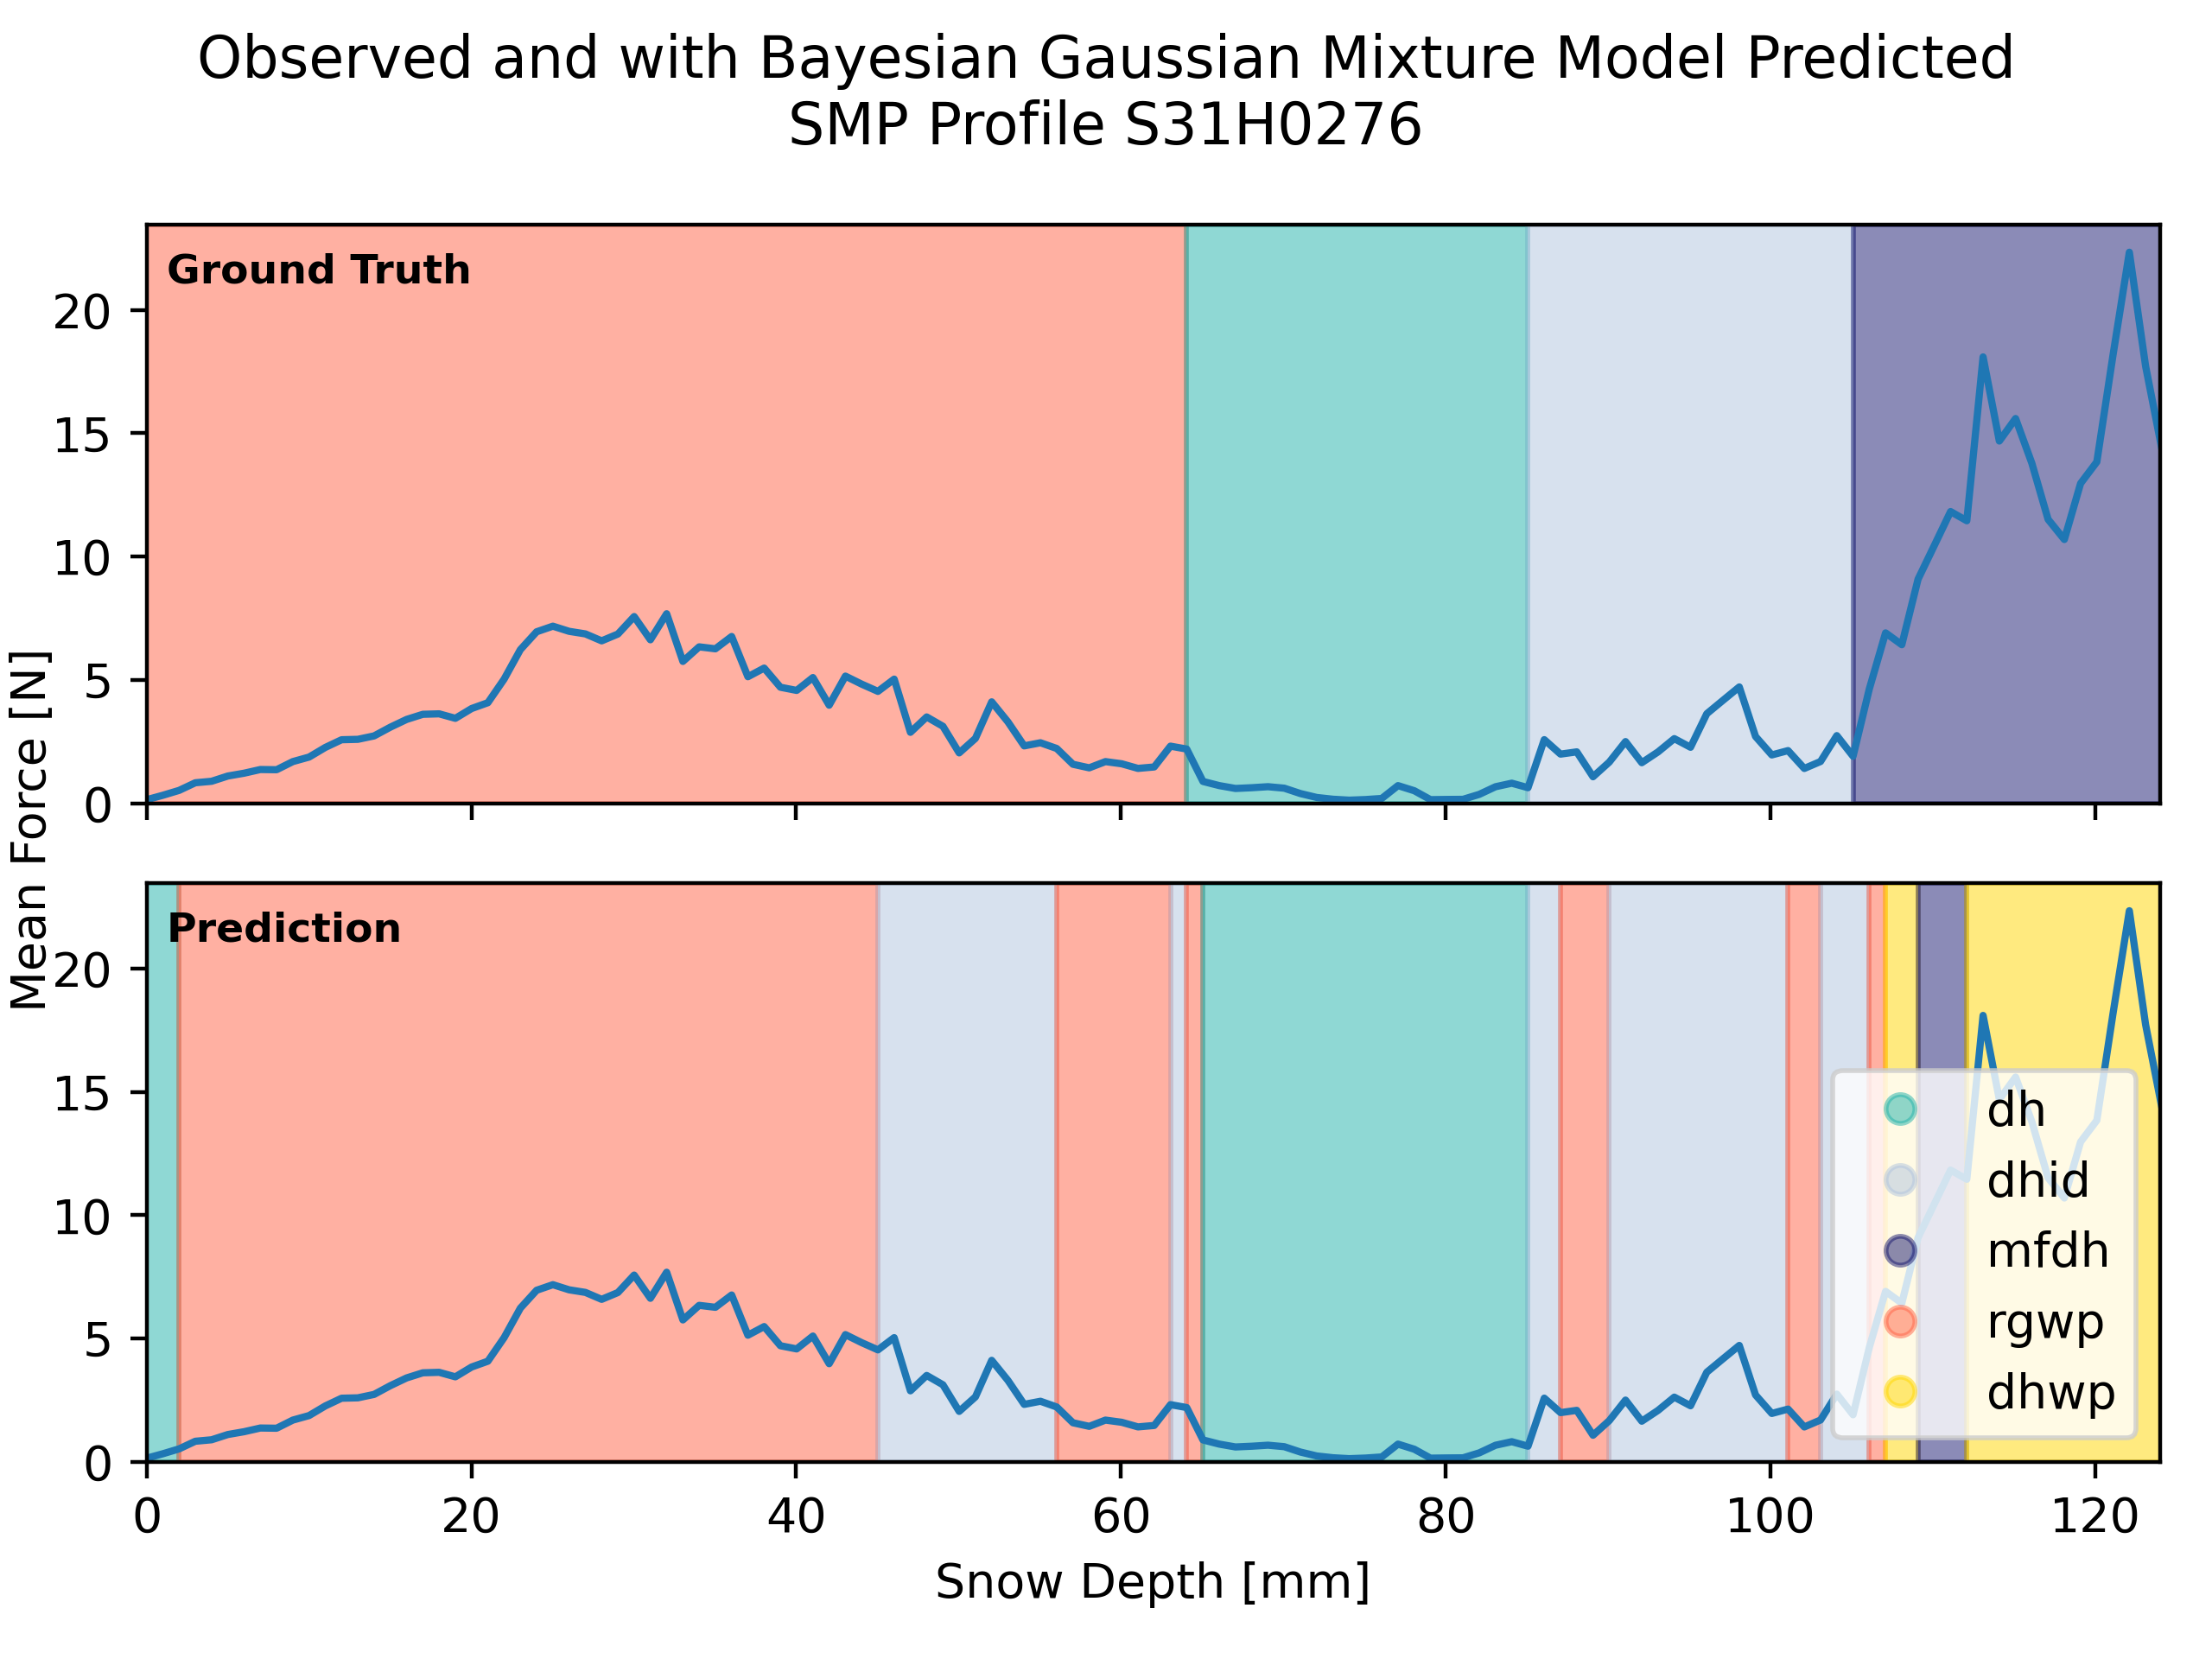 Observed and with Bayesian Gaussian Mixture Model Predicted
SMP Profile S31H0276
Ground Truth
20
15
10
5
0
Mean Force [N]
Prediction
20
15
10
5
0
dh
dhid
mfdh
rgwp
dhwp
0 20 40 60 80 100 120
Snow Depth [mm]